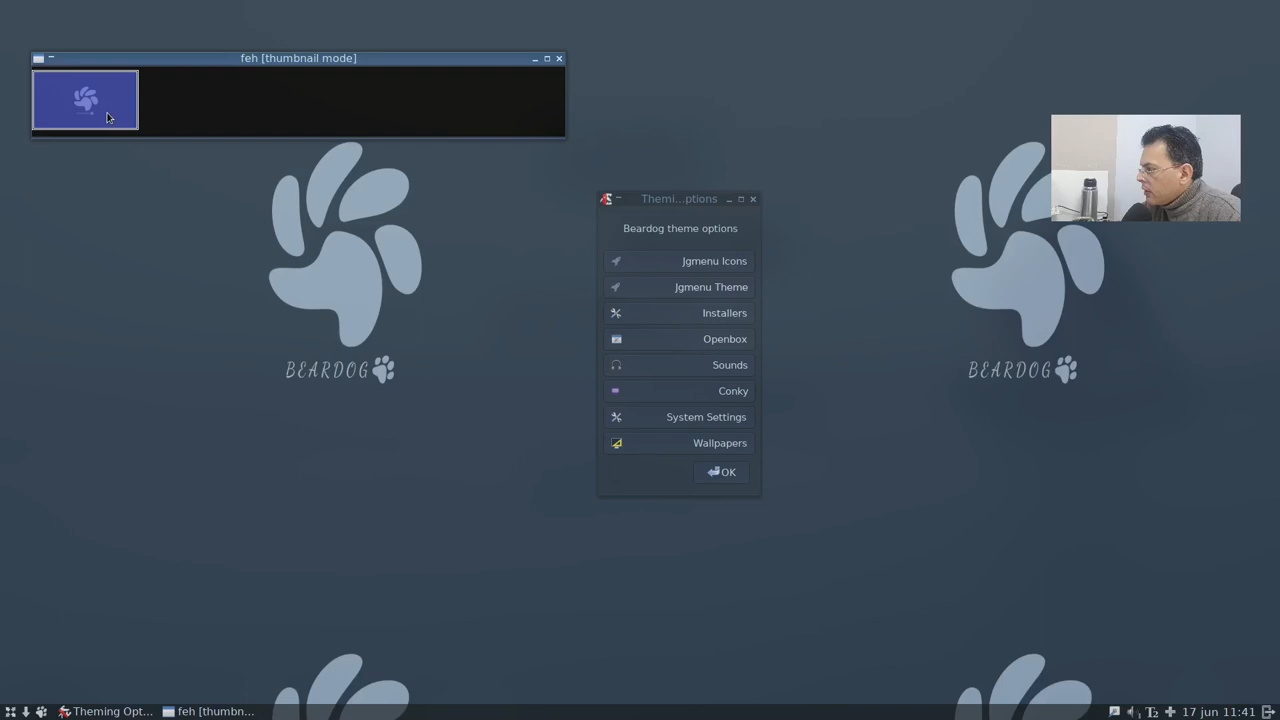 feh [thumbnail mode]
Themi...ptions
Beardog theme options
Jgmenu Icons
Jgmenu Theme
Installers
Openbox
Sounds
Conky
System Settings
Wallpapers
OK
BEARDOG
BEARDOG
Theming Opt...
feh [thumbn...
17 jun 11:41